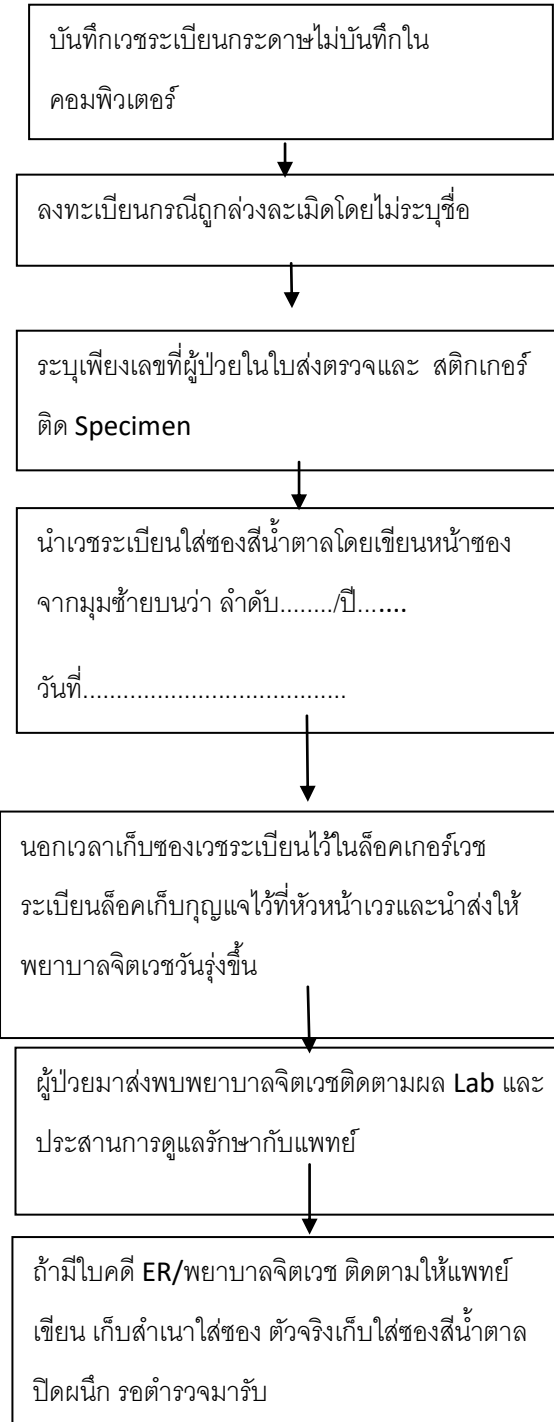 บันทึกเวชระเบียนกระดาษไม่บันทึกใน
คอมพิวเตอร์
ลงทะเบียนกรณีถูกล่วงละเมิดโดยไม่ระบุชื่อ
ระบุเพียงเลขที่ผู้ป่วยในใบส่งตรวจและ สติกเกอร์
ติด Specimen
นำเวชระเบียนใส่ซองสีน้ำตาลโดยเขียนหน้าซอง
จากมุมซ้ายบนว่า ลำดับ......../ปี.......
วันที่.......................................
นอกเวลาเก็บซองเวชระเบียนไว้ในล็อคเกอร์เวช
ระเบียนล็อคเก็บกุญแจไว้ที่หัวหน้าเวรและนำส่งให้
พยาบาลจิตเวชวันรุ่งขึ้น
ผู้ป่วยมาส่งพบพยาบาลจิตเวชติดตามผล Lab และ
ประสานการดูแลรักษากับแพทย์
ถ้ามีใบคดี ER/พยาบาลจิตเวช ติดตามให้แพทย์
เขียน เก็บสำเนาใส่ซอง ตัวจริงเก็บใส่ซองสีน้ำตาล
ปิดผนึก รอตำรวจมารับ